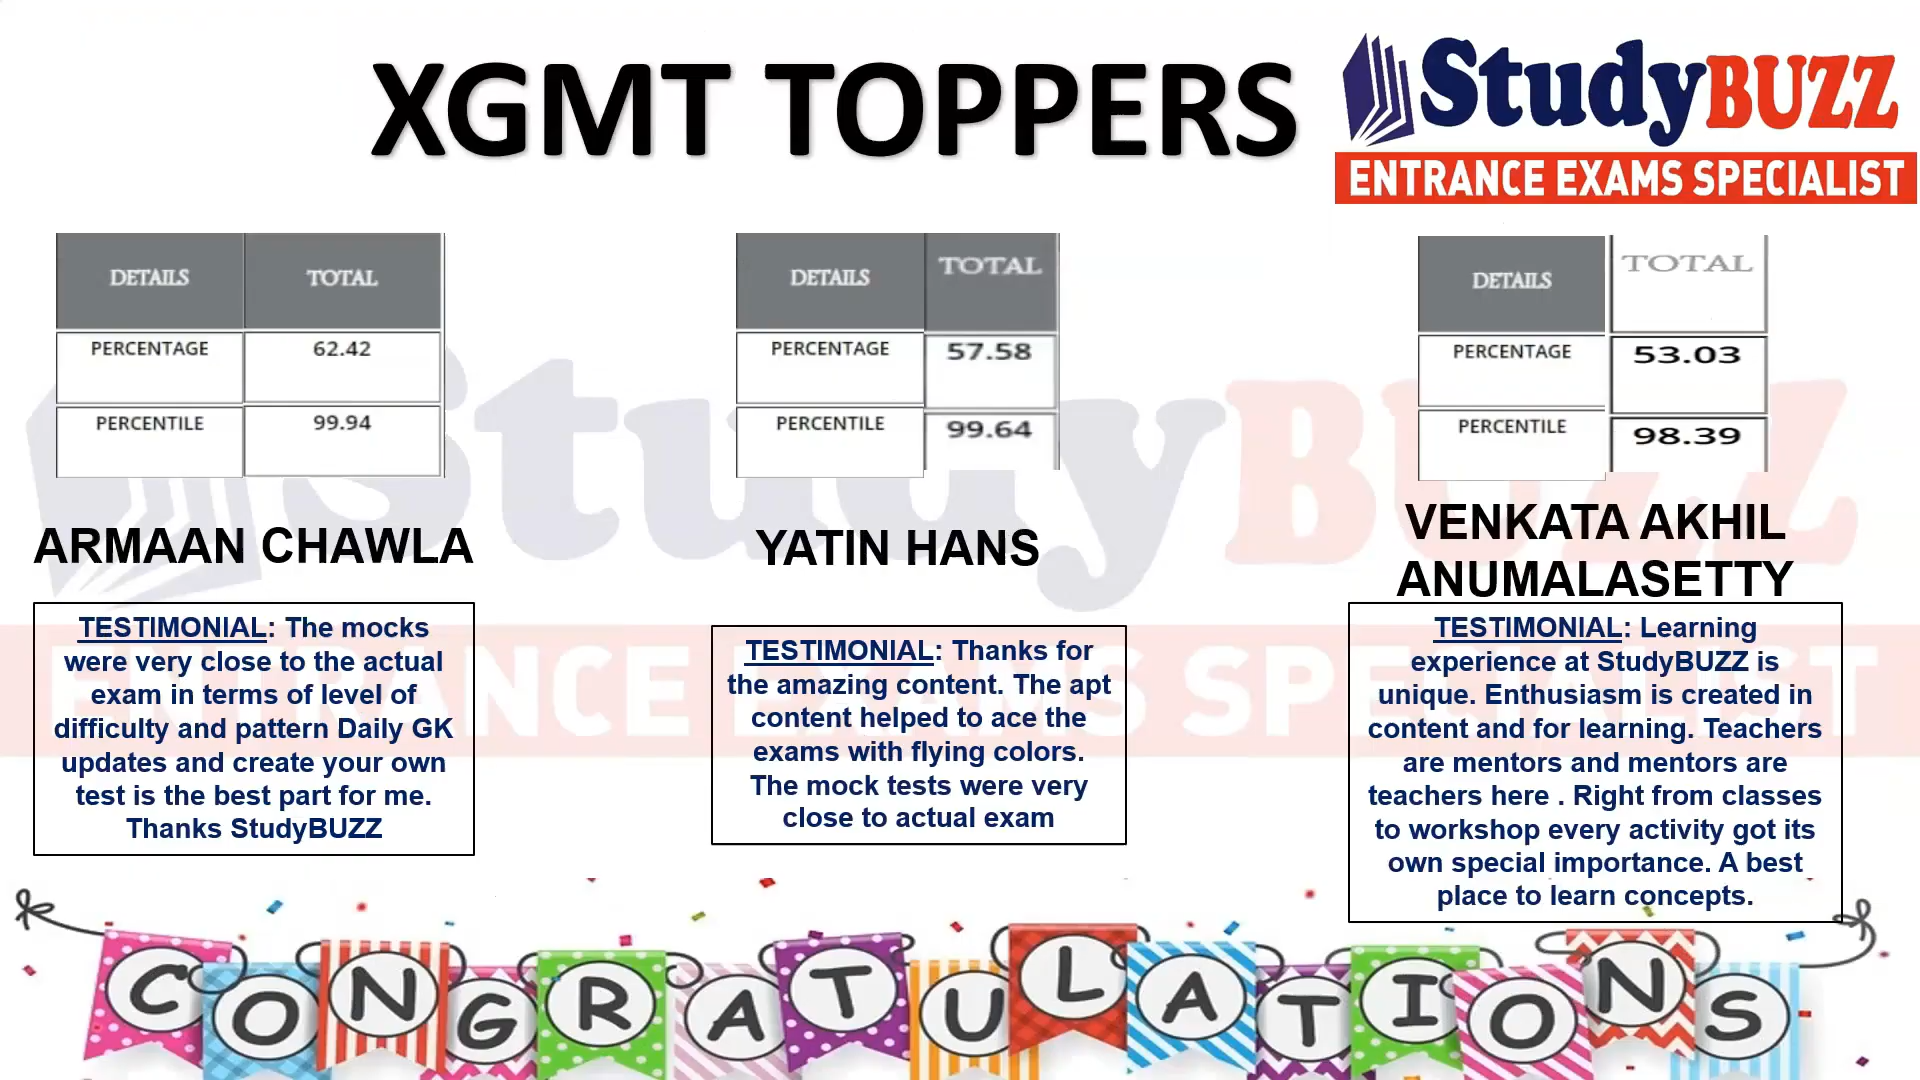 XGMT TOPPERS
StudyBUZZ
ENTRANCE EXAMS SPECIALIST
DETAILS TOTAL
PERCENTAGE 62.42
PERCENTILE 99.94
ARMAAN CHAWLA
TESTIMONIAL: The mocks
were very close to the actual
exam in terms of level of
difficulty and pattern Daily GK
updates and create your own
test is the best part for me.
Thanks StudyBUZZ
DETAILS TOTAL
PERCENTAGE 57.58
PERCENTILE 99.64
YATIN HANS
TESTIMONIAL: Thanks for
the amazing content. The apt
content helped to ace the
exams with flying colors.
The mock tests were very
close to actual exam
DETAILS TOTAL
PERCENTAGE 53.03
PERCENTILE 98.39
VENKATA AKHIL
ANUMALASETTY
TESTIMONIAL: Learning
experience at StudyBUZZ is
unique. Enthusiasm is created in
content and for learning. Teachers
are mentors and mentors are
teachers here . Right from classes
to workshop every activity got its
own special importance. A best
place to learn concepts.
StudyBUZZ
ENTRANCE EXAMS SPECIALIST
CONGRATULATIONS